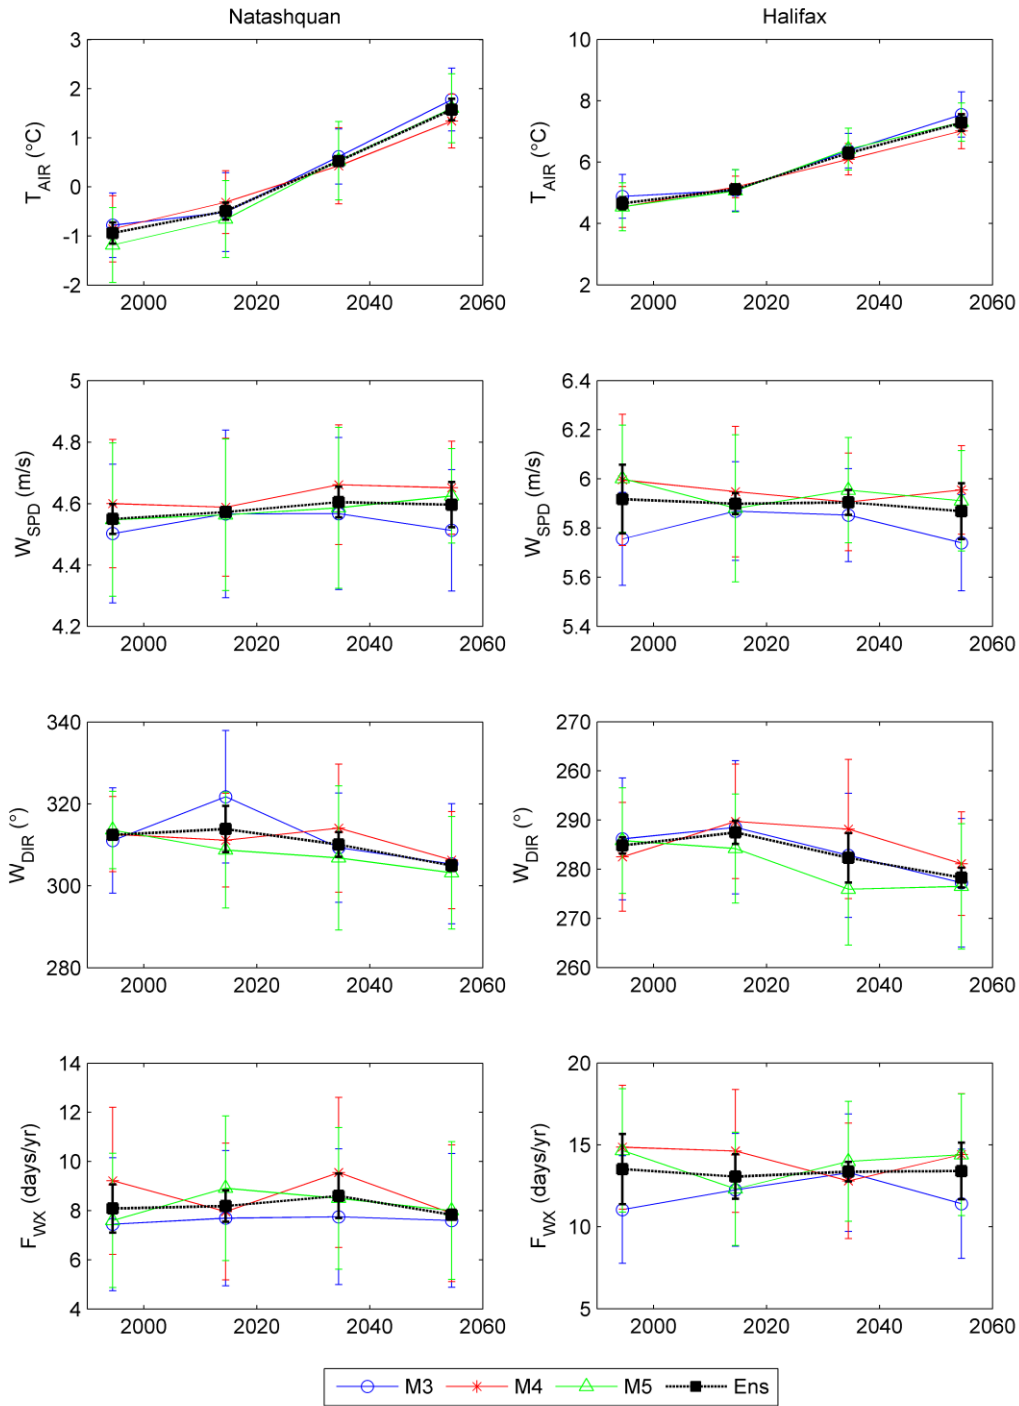 Natashquan Halifax
3 10
2 8
1 6
0
-1 4
-2 2
T_AIR (°C) T_AIR (°C)
2000 2020 2040 2060 2000 2020 2040 2060
5 6.4
4.8 6.2
4.6 6
5.8
4.4 5.6
4.2 5.4
W_SPD (m/s) W_SPD (m/s)
2000 2020 2040 2060 2000 2020 2040 2060
340 270
260
320 290
300 280
270
280 260
W_DIR (°) W_DIR (°)
2000 2020 2040 2060 2000 2020 2040 2060
14 20
12
10 15
8
6 10
4 5
F_WX (days/yr) F_WX (days/yr)
2000 2020 2040 2060 2000 2020 2040 2060
M3 M4 M5 Ens